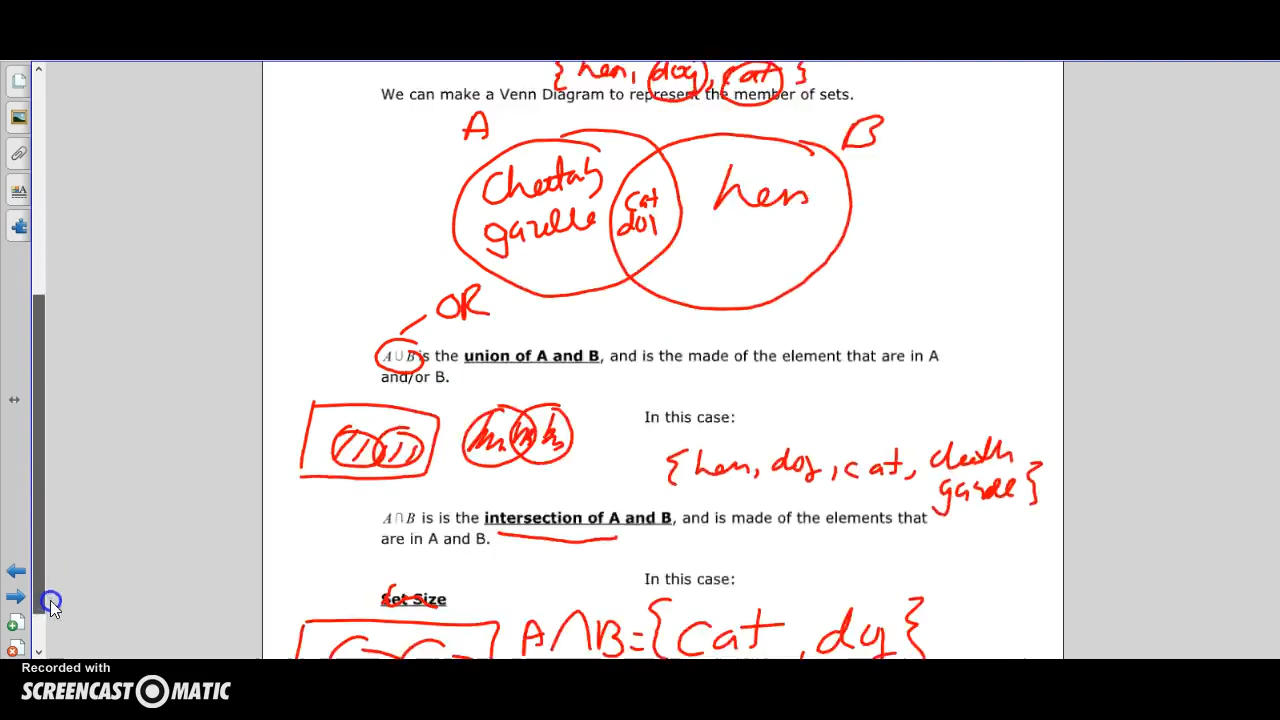 {hen, dog, cat}
We can make a Venn Diagram to represent the member of sets.
A
B
Cheetah
gazelle
cat
dog
hen
OR
A∪B is the union of A and B, and is the made of the element that are in A
and/or B.
In this case:
{hen, dog, cat, cheetah
gazelle}
A∩B is is the intersection of A and B, and is made of the elements that
are in A and B.
In this case:
Set Size
A∩B={cat, dog}
Recorded with
SCREENCAST-O-MATIC